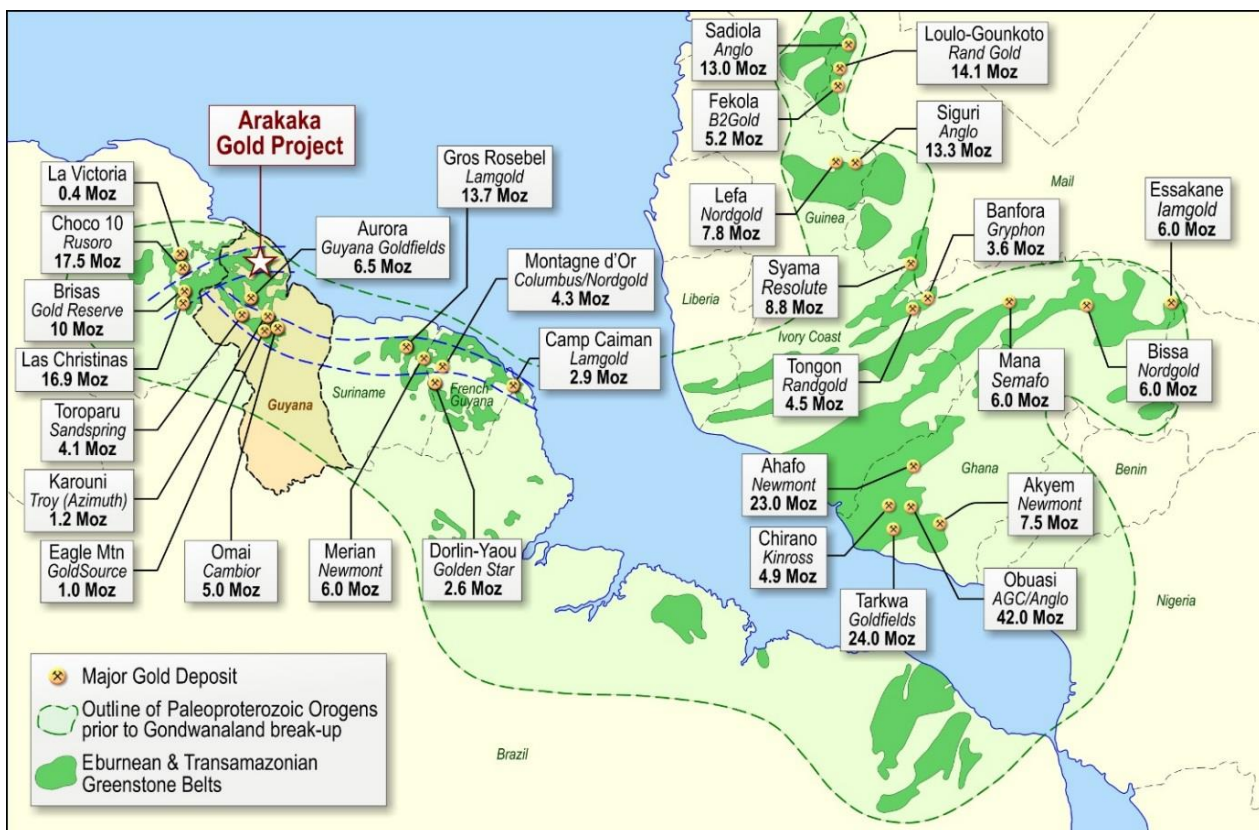 Arakaka
Gold Project
La Victoria
0.4 Moz
Choco 10
Rusoro
17.5 Moz
Brisas
Gold Reserve
10 Moz
Las Christinas
16.9 Moz
Toroparu
Sandspring
4.1 Moz
Karouni
Troy (Azimuth)
1.2 Moz
Eagle Mtn
GoldSource
1.0 Moz
Omai
Cambior
5.0 Moz
Aurora
Guyana Goldfields
6.5 Moz
Gros Rosebel
Lamgold
13.7 Moz
Montagne d'Or
Columbus/Nordgold
4.3 Moz
Camp Caiman
Lamgold
2.9 Moz
Merian
Newmont
6.0 Moz
Dorlin-Yaou
Golden Star
2.6 Moz
Guyana
Suriname
French
Guyana
Brazil
Sadiola
Anglo
13.0 Moz
Loulo-Gounkoto
Rand Gold
14.1 Moz
Fekola
B2Gold
5.2 Moz
Siguri
Anglo
13.3 Moz
Lefa
Nordgold
7.8 Moz
Guinea
Mail
Banfora
Gryphon
3.6 Moz
Essakane
Iamgold
6.0 Moz
Syama
Resolute
8.8 Moz
Liberia
Ivory Coast
Tongon
Randgold
4.5 Moz
Mana
Semafo
6.0 Moz
Bissa
Nordgold
6.0 Moz
Ahafo
Newmont
23.0 Moz
Ghana
Benin
Akyem
Newmont
7.5 Moz
Chirano
Kinross
4.9 Moz
Tarkwa
Goldfields
24.0 Moz
Obuasi
AGC/Anglo
42.0 Moz
Nigeria
Major Gold Deposit
Outline of Paleoproterozoic Orogens
prior to Gondwanaland break-up
Eburnean & Transamazonian
Greenstone Belts